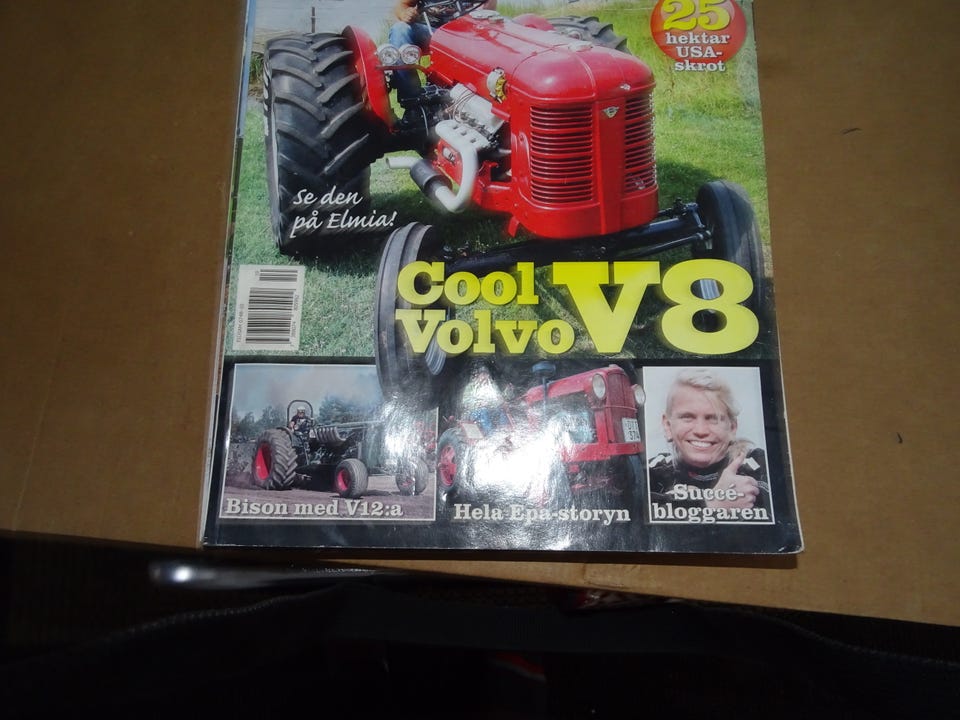 25
hektar
USA-
skrot
Se den
på Elmia!
Cool
Volvo
V8
Bison med V12:a
Hela Epa-storyn
Succé-
bloggaren